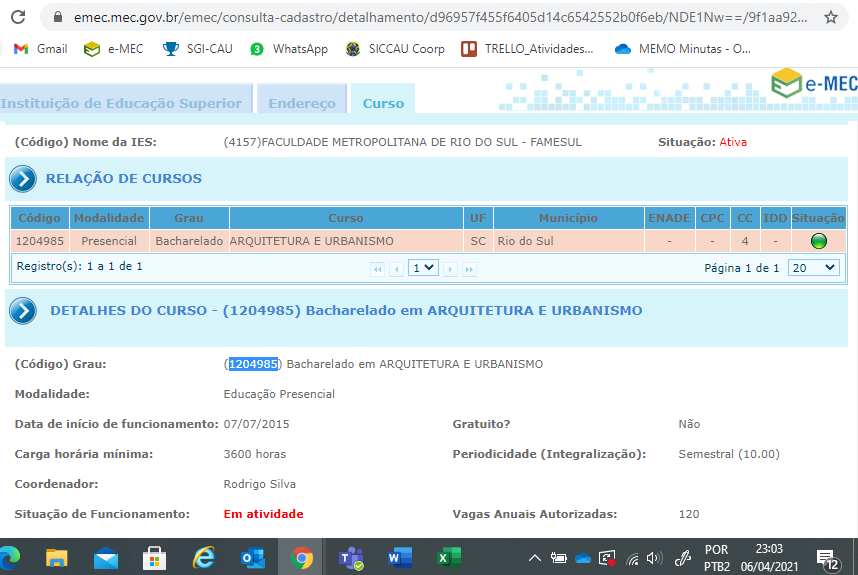 emec.mec.gov.br/emec/consulta-cadastro/detalhamento/d96957f455f6405d14c6542552b0f6eb/NDE1Nw==/9f1aa92...
Gmail e-MEC SGI-CAU WhatsApp SICCAU Coorp TRELLO_Atividades... MEMO Minutas - O...
Instituição de Educação Superior Endereço Curso e-MEC
(Código) Nome da IES: (4157)FACULDADE METROPOLITANA DE RIO DO SUL - FAMESUL Situação: Ativa
RELAÇÃO DE CURSOS
Código Modalidade Grau Curso UF Município ENADE CPC CC IDD Situação
1204985 Presencial Bacharelado ARQUITETURA E URBANISMO SC Rio do Sul - - 4 -
Registro(s): 1 a 1 de 1 1 Página 1 de 1 20
DETALHES DO CURSO - (1204985) Bacharelado em ARQUITETURA E URBANISMO
(Código) Grau: (1204985) Bacharelado em ARQUITETURA E URBANISMO
Modalidade: Educação Presencial
Data de início de funcionamento: 07/07/2015 Gratuito? Não
Carga horária mínima: 3600 horas Periodicidade (Integralização): Semestral (10.00)
Coordenador: Rodrigo Silva
Situação de Funcionamento: Em atividade Vagas Anuais Autorizadas: 120
POR 23:03
PTB2 06/04/2021 12